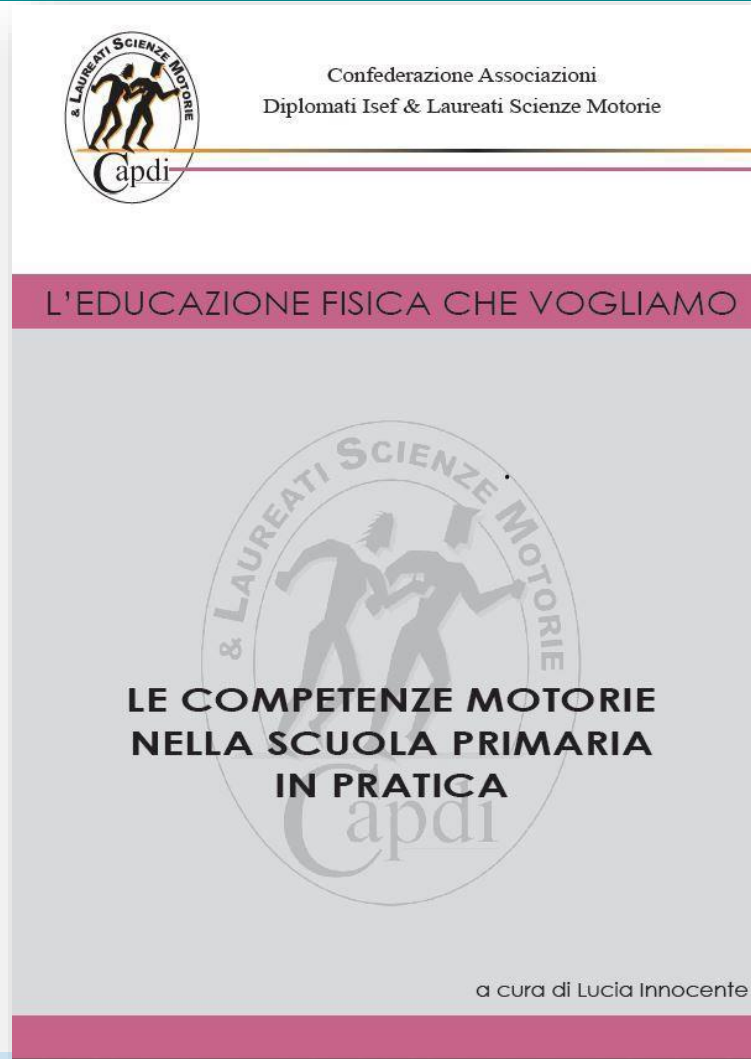 & LAUREATI SCIENZE MOTORIE
Capdi
Confederazione Associazioni
Diplomati Isef & Laureati Scienze Motorie
L'EDUCAZIONE FISICA CHE VOGLIAMO
& LAUREATI SCIENZE MOTORIE
LE COMPETENZE MOTORIE
NELLA SCUOLA PRIMARIA
IN PRATICA
Capdi
a cura di Lucia Innocente